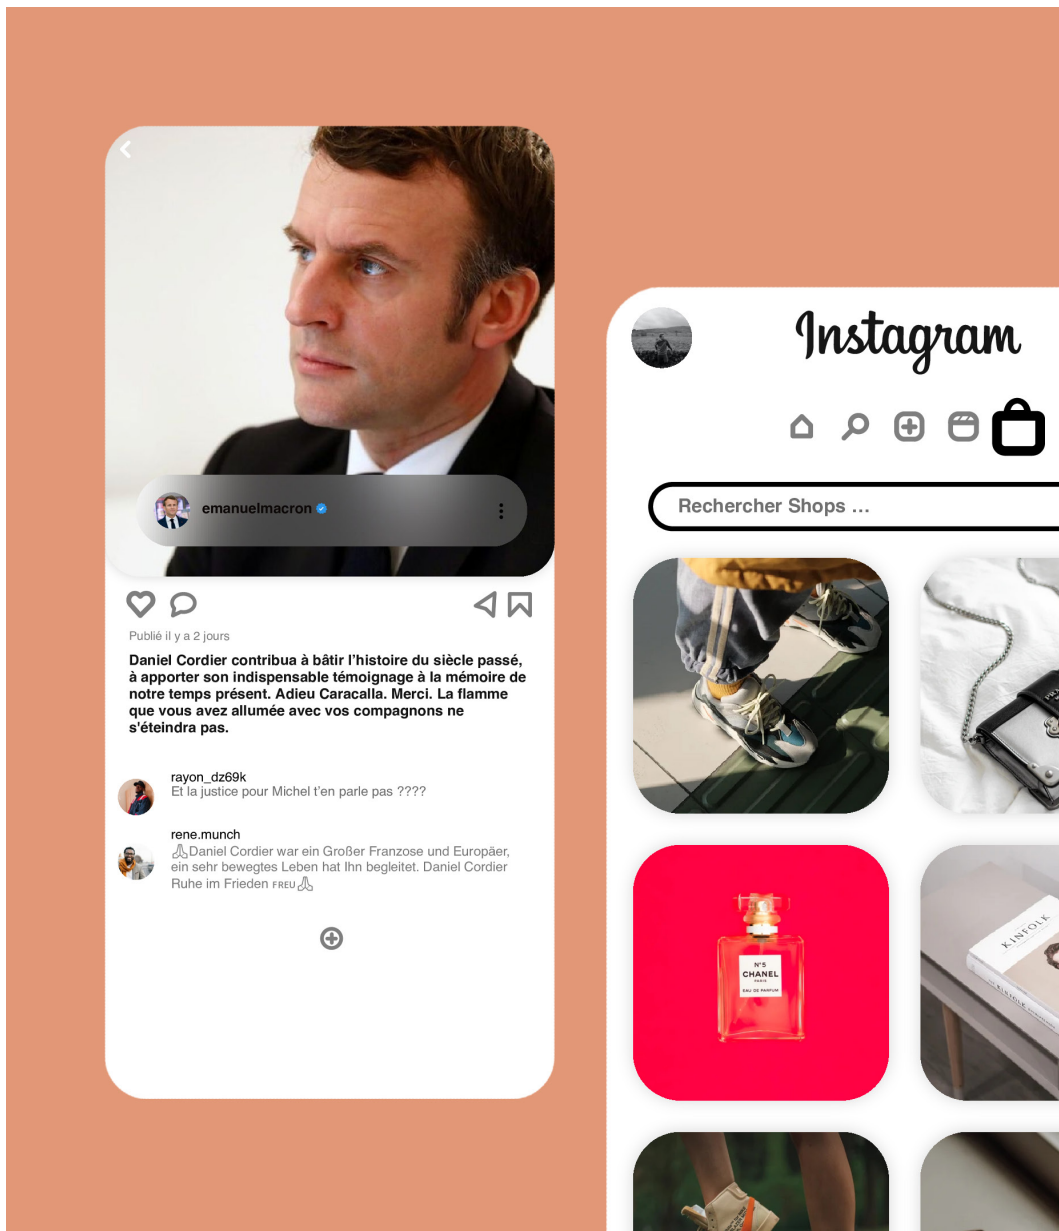 emanuelmacron
Publié il y a 2 jours
Daniel Cordier contribua à bâtir l’histoire du siècle passé,
à apporter son indispensable témoignage à la mémoire de
notre temps présent. Adieu Caracalla. Merci. La flamme
que vous avez allumée avec vos compagnons ne
s'éteindra pas.
rayon_dz69k
Et la justice pour Michel t’en parle pas ????
rene.munch
🙏Daniel Cordier war ein Großer Franzose und Europäer,
ein sehr bewegtes Leben hat Ihn begleitet. Daniel Cordier
Ruhe im Frieden FREU🙏
Instagram
Rechercher Shops ...
N°5
CHANEL
PARIS
EAU DE PARFUM
KINFOLK
KINFOLK